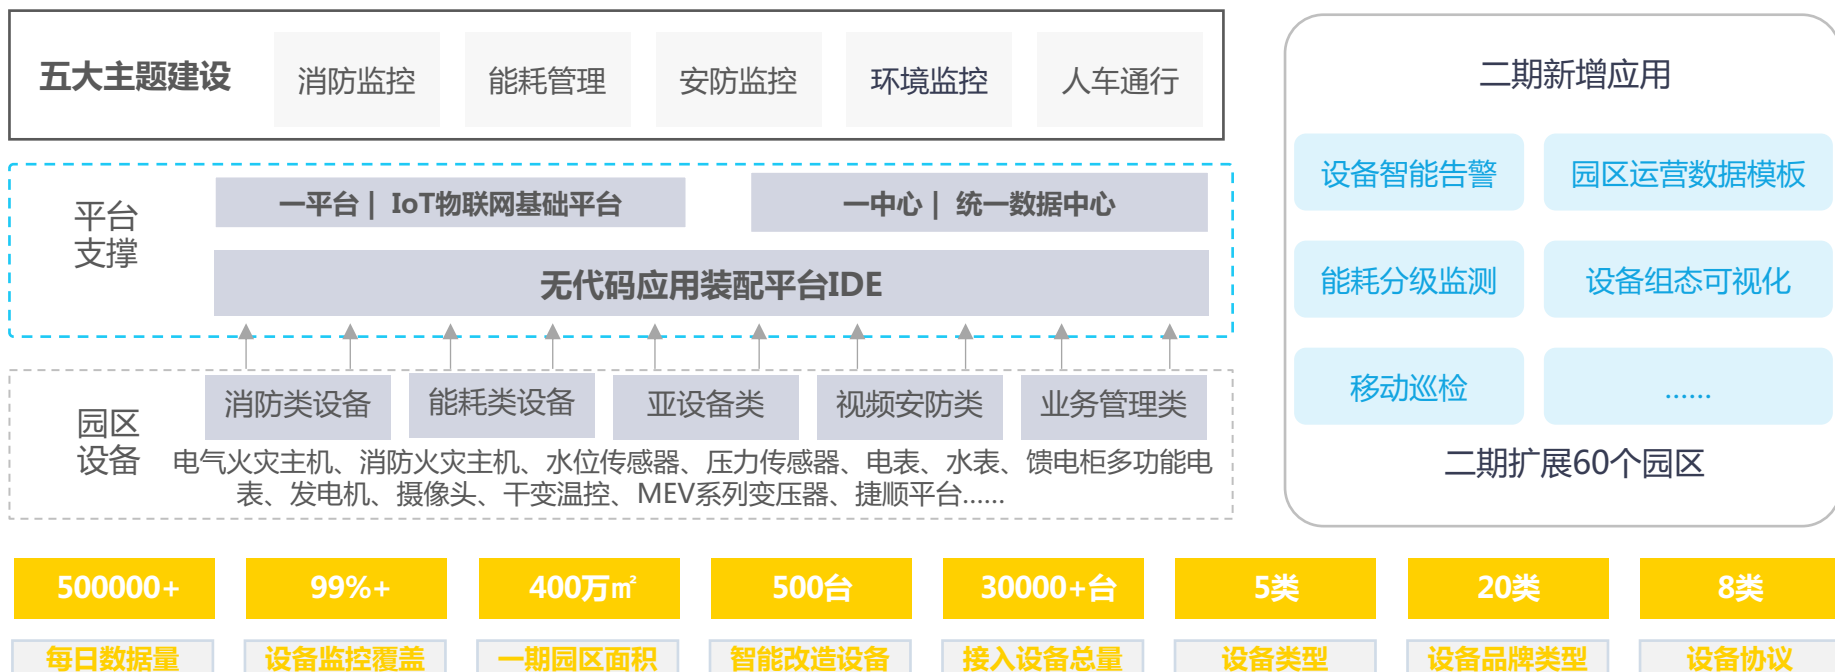 五大主题建设
消防监控
能耗管理
安防监控
环境监控
人车通行
平台
支撑
一平台 | IoT物联网基础平台
一中心 | 统一数据中心
无代码应用装配平台IDE
园区
设备
消防类设备
能耗类设备
亚设备类
视频安防类
业务管理类
电气火灾主机、消防火灾主机、水位传感器、压力传感器、电表、水表、馈电柜多功能电
表、发电机、摄像头、干变温控、MEV系列变压器、捷顺平台......
二期新增应用
设备智能告警
园区运营数据模板
能耗分级监测
设备组态可视化
移动巡检
......
二期扩展60个园区
500000+
99%+
400万㎡
500台
30000+台
5类
20类
8类
每日数据量
设备监控覆盖
一期园区面积
智能改造设备
接入设备总量
设备类型
设备品牌类型
设备协议